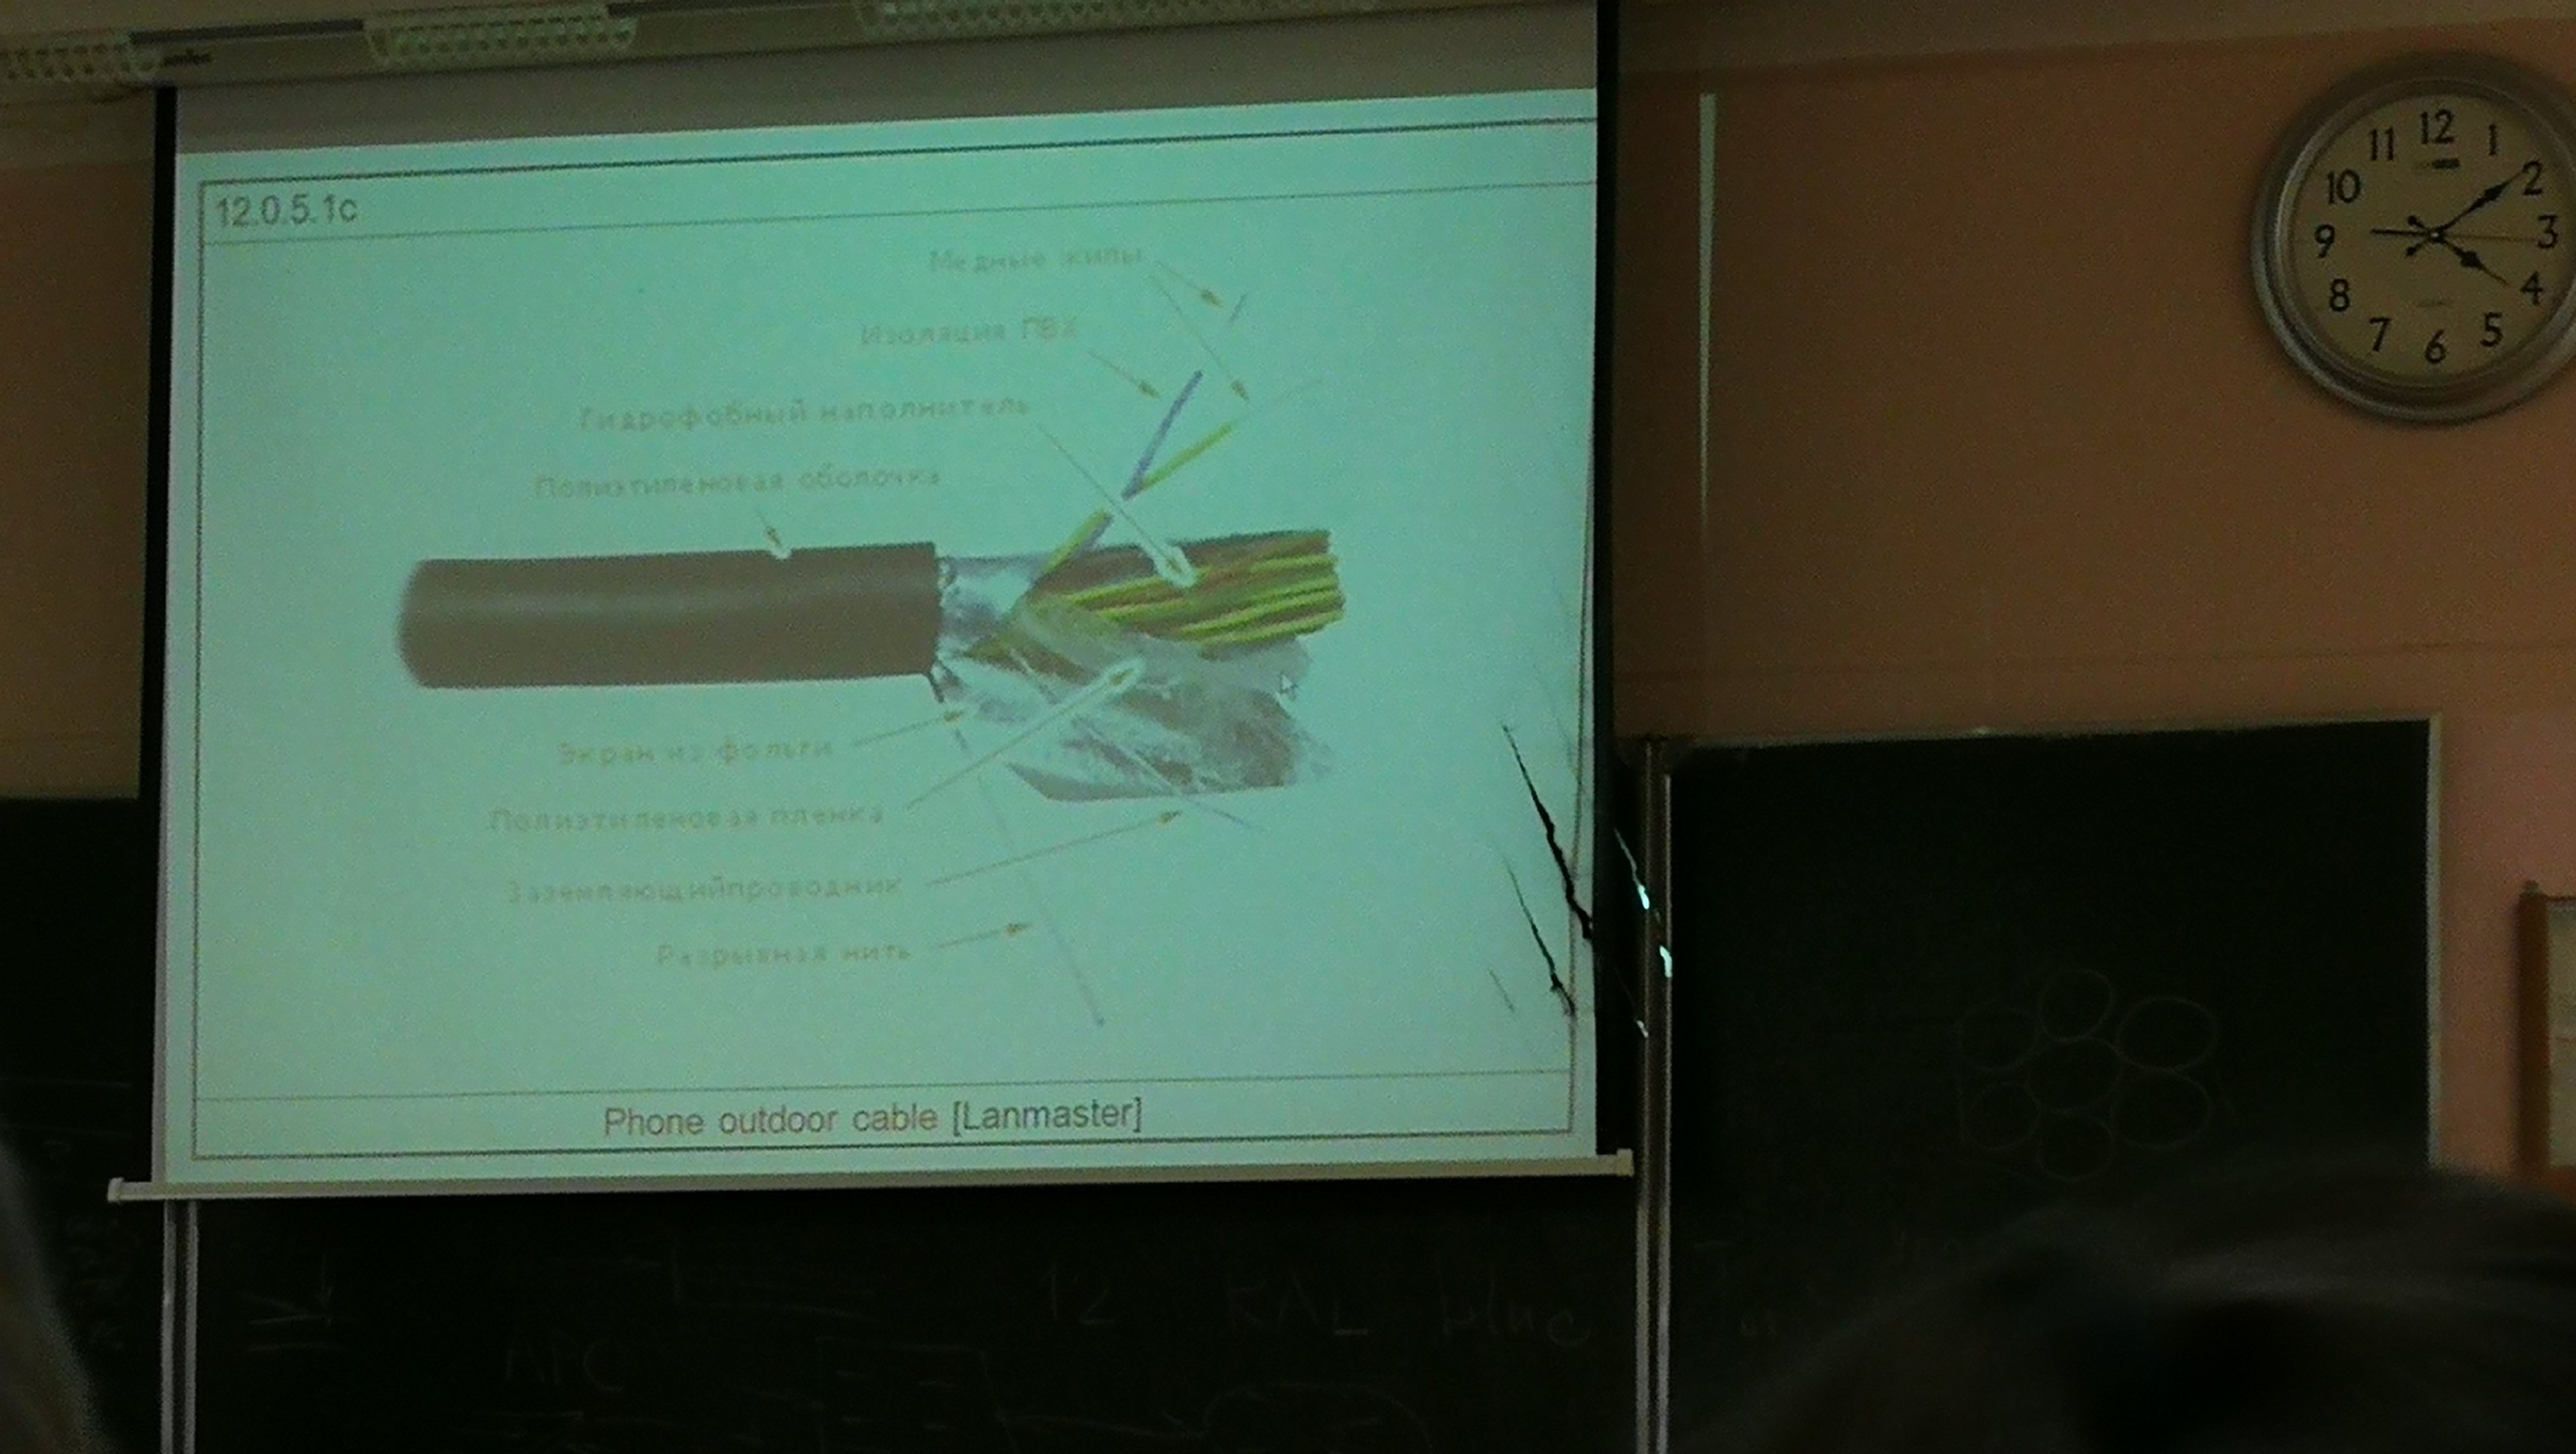 12.0.5.1c
Медные жилы
Изоляция ПВХ
Гидрофобный наполнитель
Полиэтиленовая оболочка
Экран из фольги
Полиэтиленовая пленка
Заземляющийпроводник
Разрывная нить
Phone outdoor cable [Lanmaster]
12
1
2
3
4
5
6
7
8
9
10
11
12 RAL
APC